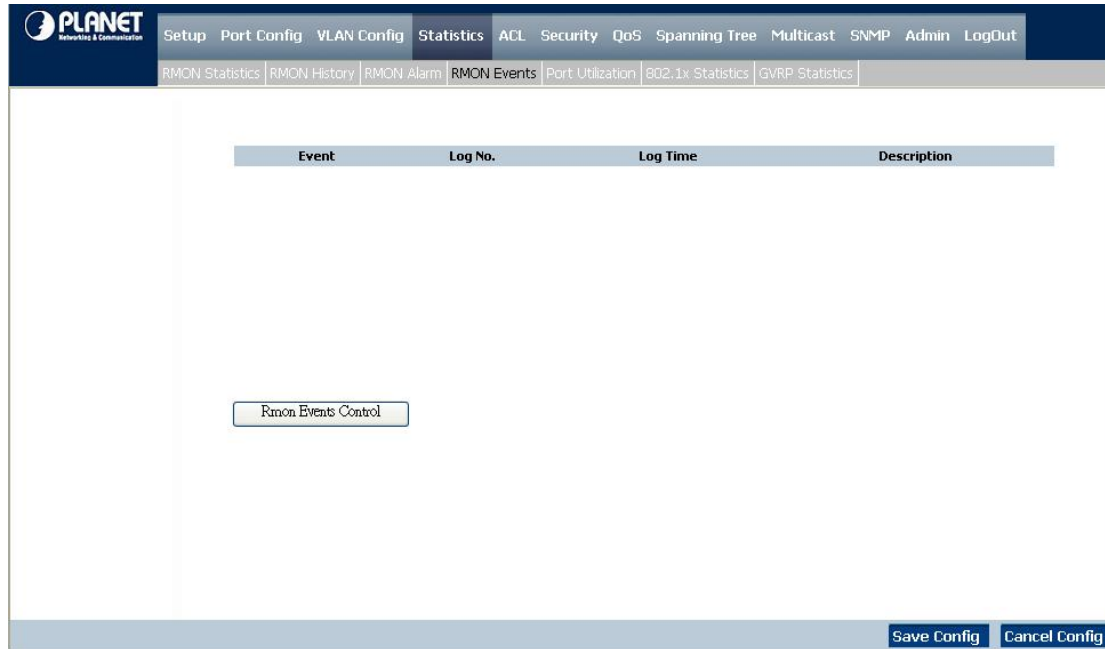 PLANET
Networking & Communication
Setup Port Config VLAN Config Statistics ACL Security QoS Spanning Tree Multicast SNMP Admin LogOut
RMON Statistics RMON History RMON Alarm RMON Events Port Utilization 802.1x Statistics GVRP Statistics
Event Log No. Log Time Description
Rmon Events Control
Save Config Cancel Config